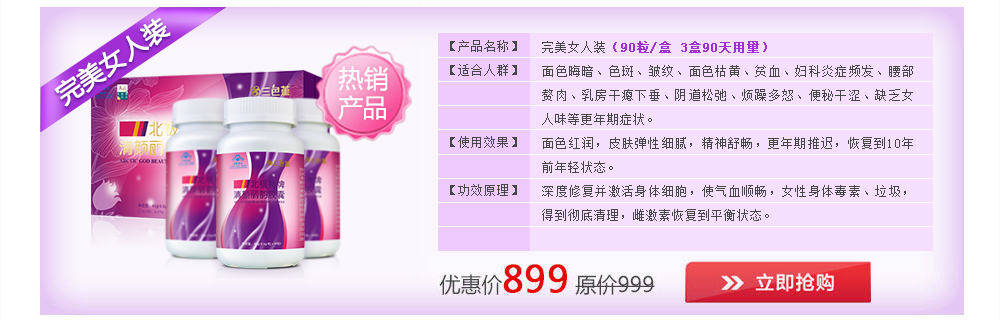 完美女人装
热销
产品
【产品名称】 完美女人装（90粒/盒 3盒90天用量）
【适合人群】 面色晦暗、色斑、皱纹、面色枯黄、贫血、妇科炎症频发、腰部
赘肉、乳房干瘪下垂、阴道松弛、烦躁多怒、便秘干涩、缺乏女
人味等更年期症状。
【使用效果】 面色红润，皮肤弹性细腻，精神舒畅，更年期推迟，恢复到10年
前年轻状态。
【功效原理】 深度修复并激活身体细胞，使气血顺畅，女性身体毒素、垃圾，
得到彻底清理，雌激素恢复到平衡状态。
优惠价899 原价999
立即抢购